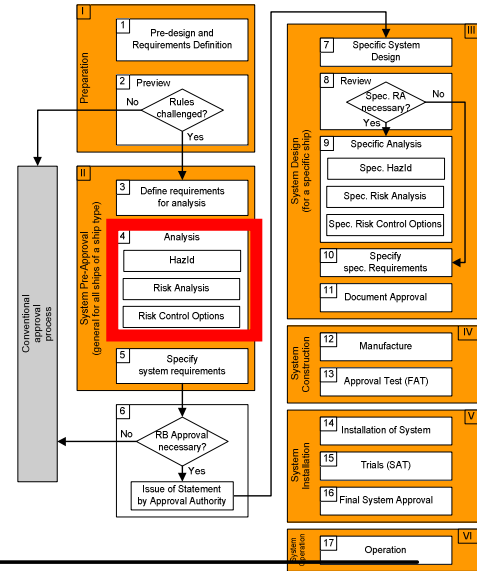 I
Preparation
1
Pre-design and
Requirements Definition
2
Preview
Rules
challenged?
No
Yes
Conventional
approval
process
II
System Pre-Approval
(general for all ships of a ship type)
3
Define requirements
for analysis
4
Analysis
HazId
Risk Analysis
Risk Control Options
5
Specify
system requirements
6
RB Approval
necessary?
No
Yes
Issue of Statement
by Approval Authority
III
System Design
(for a specific ship)
7
Specific System
Design
8
Review
Spec. RA
necessary?
No
Yes
9
Specific Analysis
Spec. HazId
Spec. Risk Analysis
Spec. Risk Control Options
10
Specify
spec. Requirements
11
Document Approval
IV
System
Construction
12
Manufacture
13
Approval Test (FAT)
V
System
Installation
14
Installation of System
15
Trials (SAT)
16
Final System Approval
VI
System
Operation
17
Operation